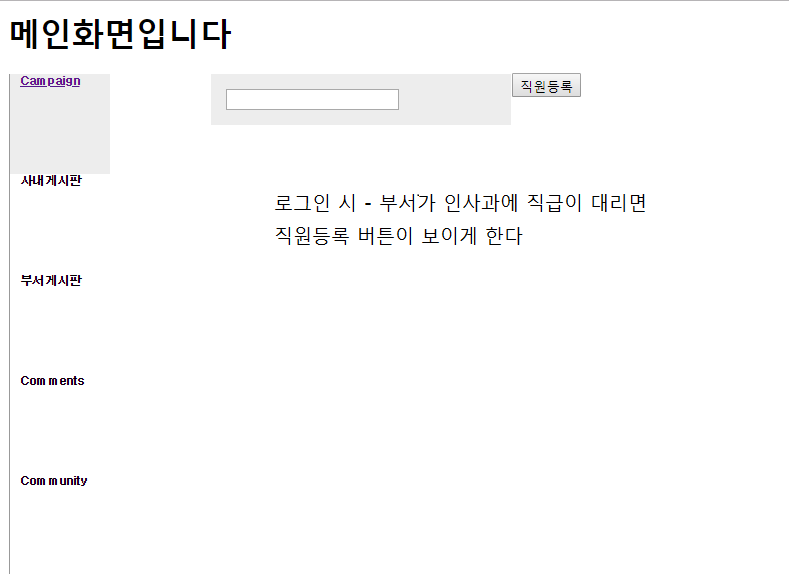 메인화면입니다
Campaign
직원등록
사내게시판
로그인 시 - 부서가 인사과에 직급이 대리면
직원등록 버튼이 보이게 한다
부서게시판
Comments
Community